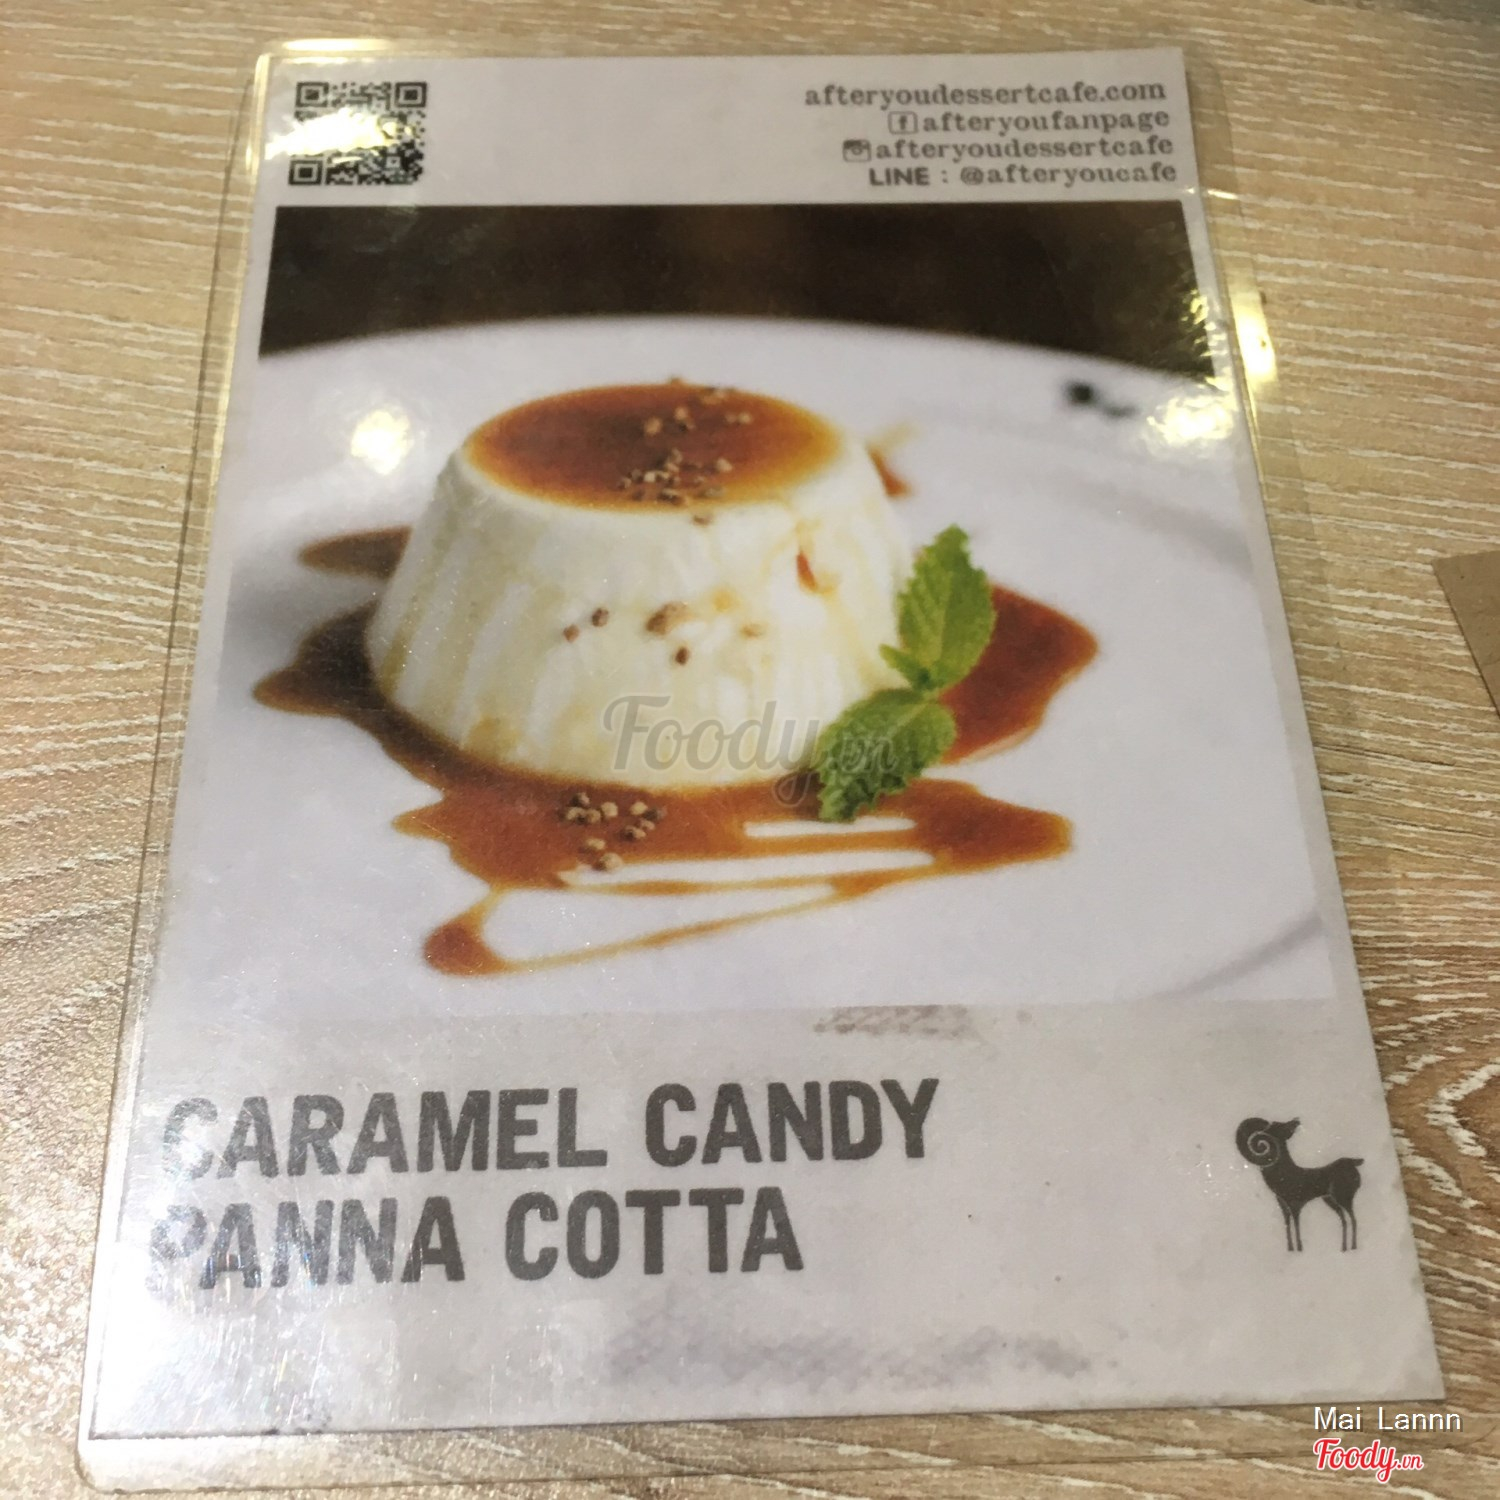 afteryoudessertcafe.com
afteryoufanpage
afteryoudessertcafe
LINE : @afteryoucafe
Foody.vn
CARAMEL CANDY
PANNA COTTA
Mai Lannn
Foody.vn